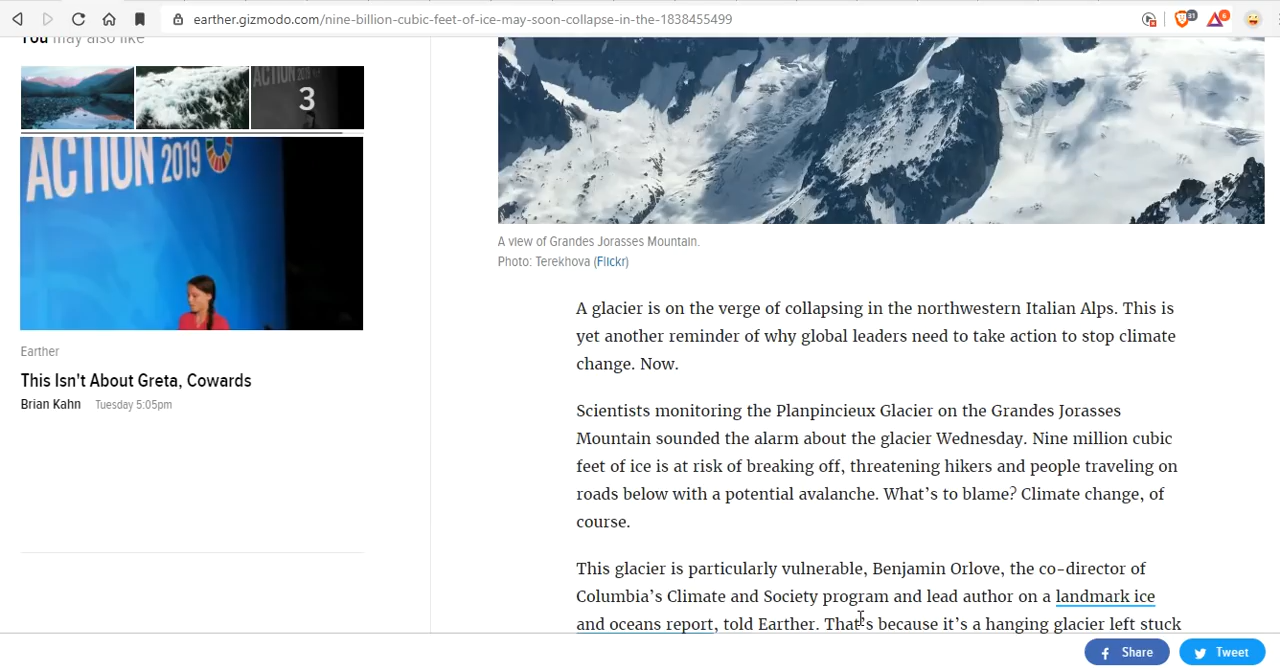 earther.gizmodo.com/nine-billion-cubic-feet-of-ice-may-soon-collapse-in-the-1838455499
31
6
You may also like
ACTION 2019
3
ACTION 2019
Earther
This Isn't About Greta, Cowards
Brian Kahn Tuesday 5:05pm
A view of Grandes Jorasses Mountain.
Photo: Terekhova (Flickr)
A glacier is on the verge of collapsing in the northwestern Italian Alps. This is
yet another reminder of why global leaders need to take action to stop climate
change. Now.
Scientists monitoring the Planpincieux Glacier on the Grandes Jorasses
Mountain sounded the alarm about the glacier Wednesday. Nine million cubic
feet of ice is at risk of breaking off, threatening hikers and people traveling on
roads below with a potential avalanche. What’s to blame? Climate change, of
course.
This glacier is particularly vulnerable, Benjamin Orlove, the co-director of
Columbia’s Climate and Society program and lead author on a landmark ice
and oceans report, told Earther. That’s because it’s a hanging glacier left stuck
Share
Tweet